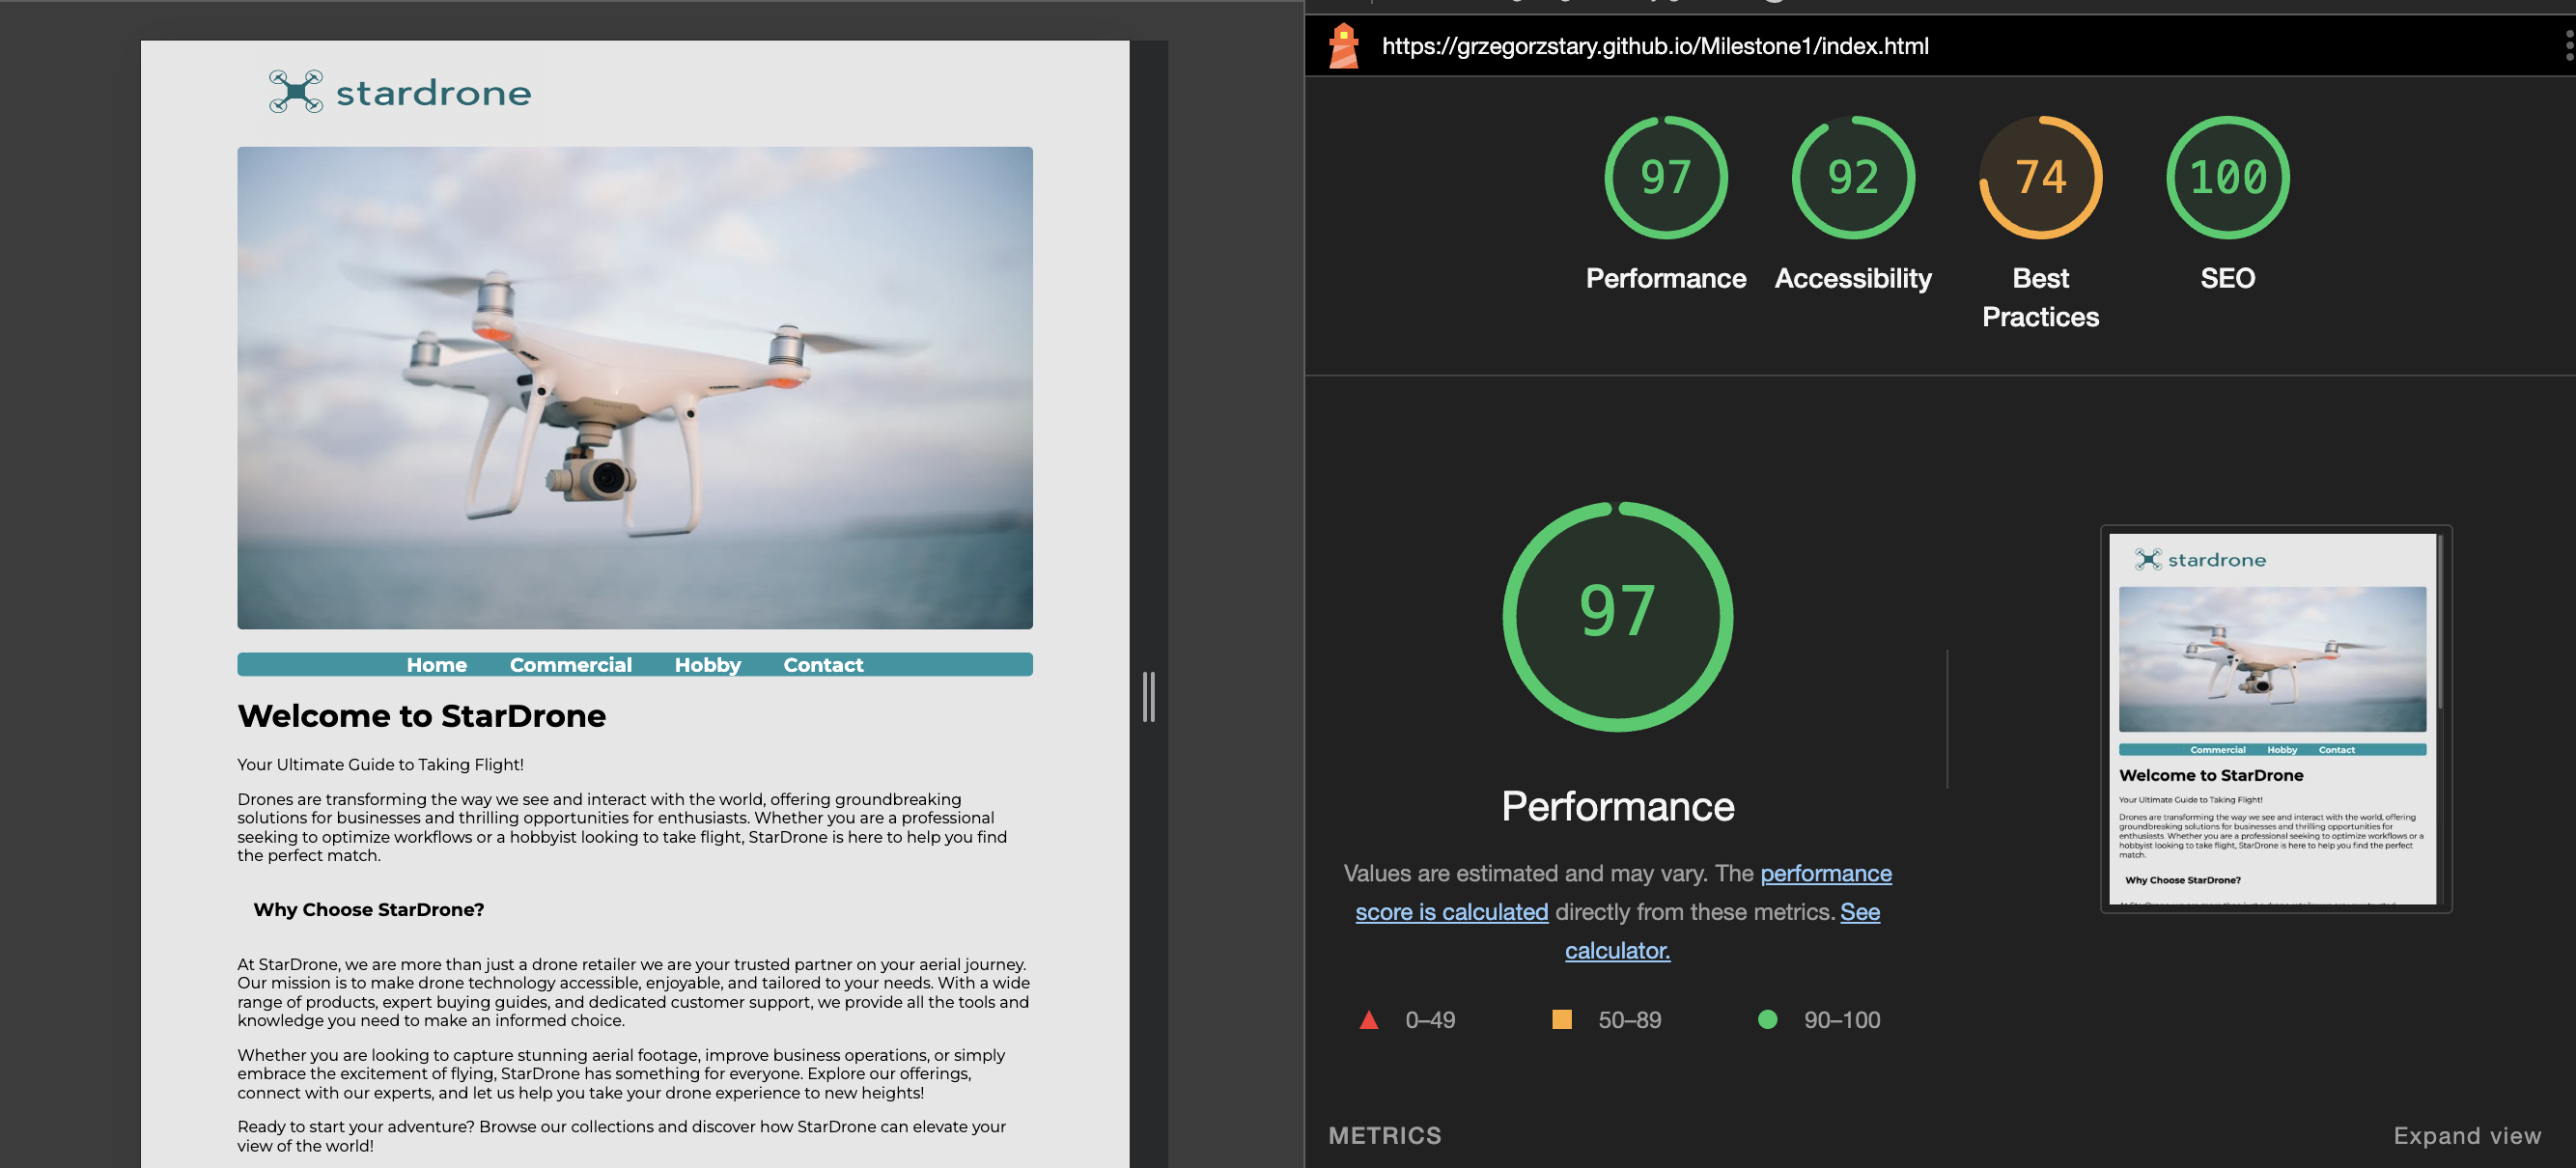 stardrone
Home Commercial Hobby Contact
Welcome to StarDrone
Your Ultimate Guide to Taking Flight!
Drones are transforming the way we see and interact with the world, offering groundbreaking
solutions for businesses and thrilling opportunities for enthusiasts. Whether you are a professional
seeking to optimize workflows or a hobbyist looking to take flight, StarDrone is here to help you find
the perfect match.
Why Choose StarDrone?
At StarDrone, we are more than just a drone retailer we are your trusted partner on your aerial journey.
Our mission is to make drone technology accessible, enjoyable, and tailored to your needs. With a wide
range of products, expert buying guides, and dedicated customer support, we provide all the tools and
knowledge you need to make an informed choice.
Whether you are looking to capture stunning aerial footage, improve business operations, or simply
embrace the excitement of flying, StarDrone has something for everyone. Explore our offerings,
connect with our experts, and let us help you take your drone experience to new heights!
Ready to start your adventure? Browse our collections and discover how StarDrone can elevate your
view of the world!
https://grzegorzstary.github.io/Milestone1/index.html
97 92 74 100
Performance Accessibility Best Practices SEO
97
Performance
Values are estimated and may vary. The performance
score is calculated directly from these metrics. See
calculator.
0–49 50–89 90–100
stardrone
Commercial Hobby Contact
Welcome to StarDrone
Your Ultimate Guide to Taking Flight!
Drones are transforming the way we see and interact with the world, offering
groundbreaking solutions for businesses and thrilling opportunities for
enthusiasts. Whether you are a professional seeking to optimize workflows or a
hobbyist looking to take flight, StarDrone is here to help you find the perfect
match.
Why Choose StarDrone?
METRICS Expand view